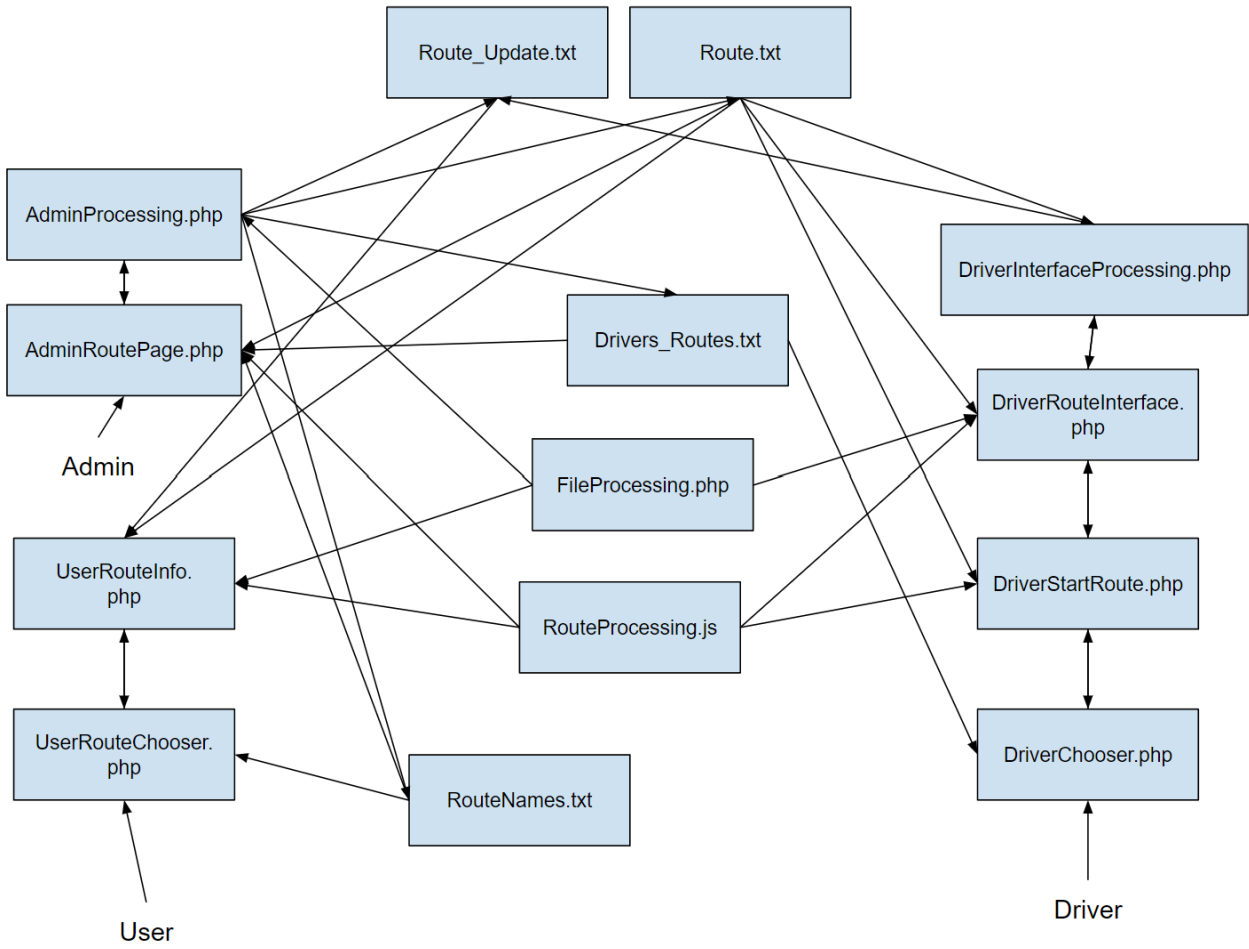 Route_Update.txt
Route.txt
AdminProcessing.php
DriverInterfaceProcessing.php
AdminRoutePage.php
Drivers_Routes.txt
DriverRouteInterface.
php
Admin
FileProcessing.php
UserRouteInfo.
php
DriverStartRoute.php
RouteProcessing.js
UserRouteChooser.
php
DriverChooser.php
RouteNames.txt
Driver
User